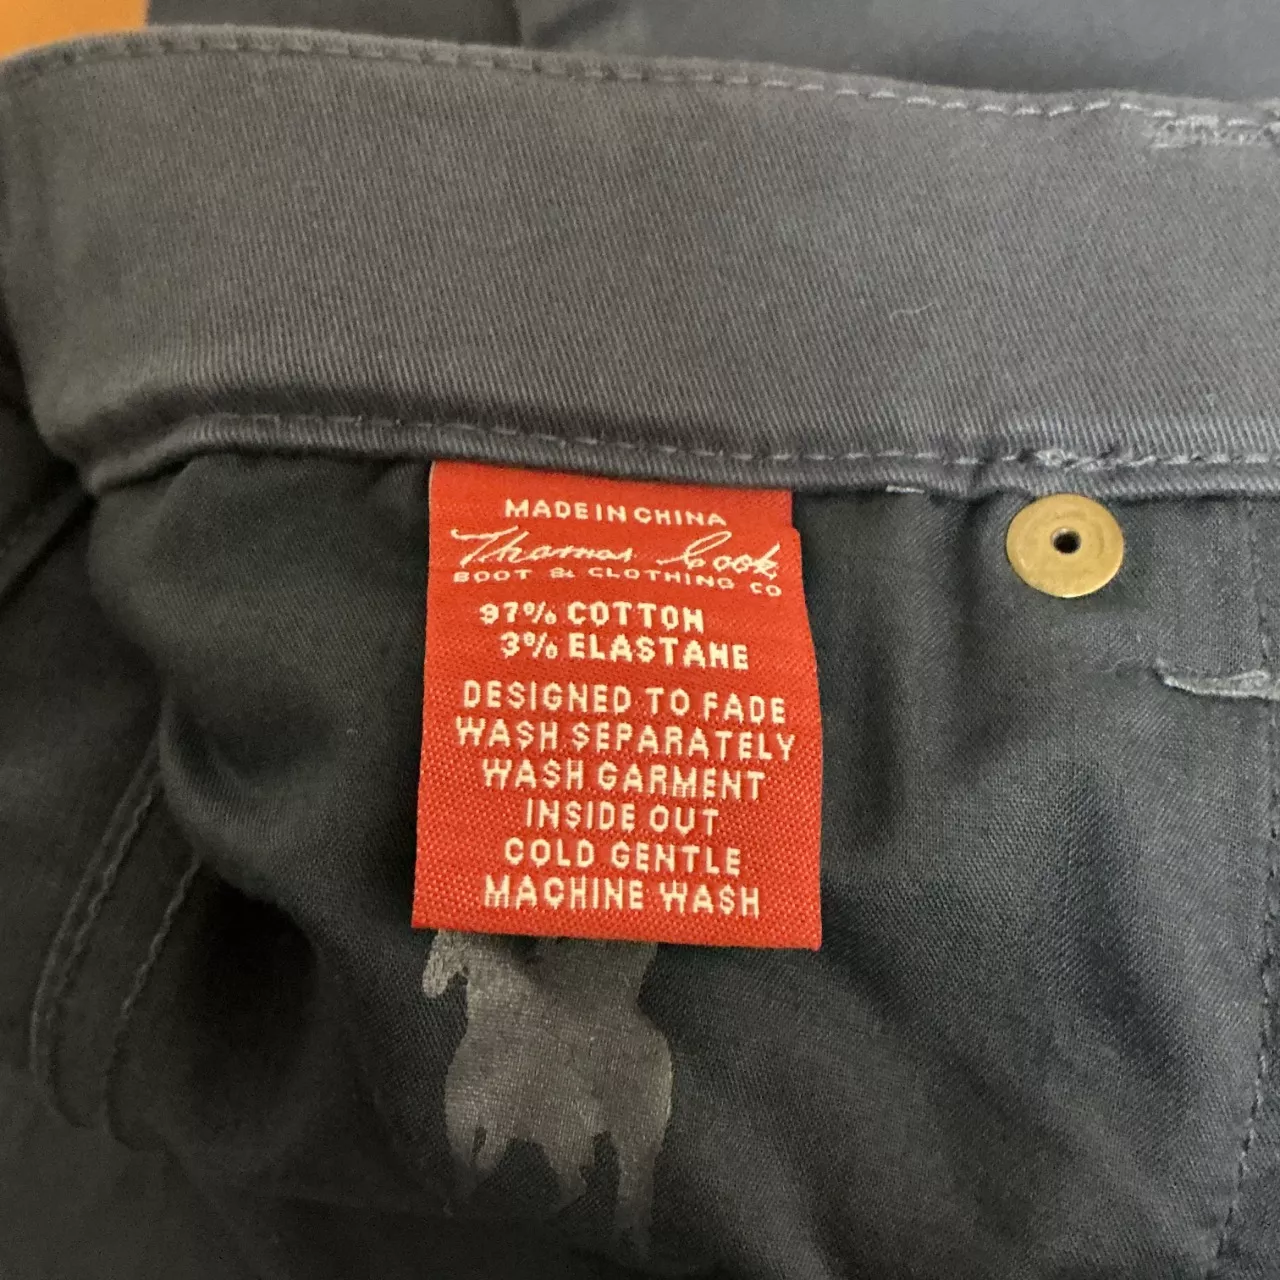 MADE IN CHINA
Thomas Cook
BOOT & CLOTHING CO
97% COTTON
3% ELASTANE
DESIGNED TO FADE
WASH SEPARATELY
WASH GARMENT
INSIDE OUT
COLD GENTLE
MACHINE WASH